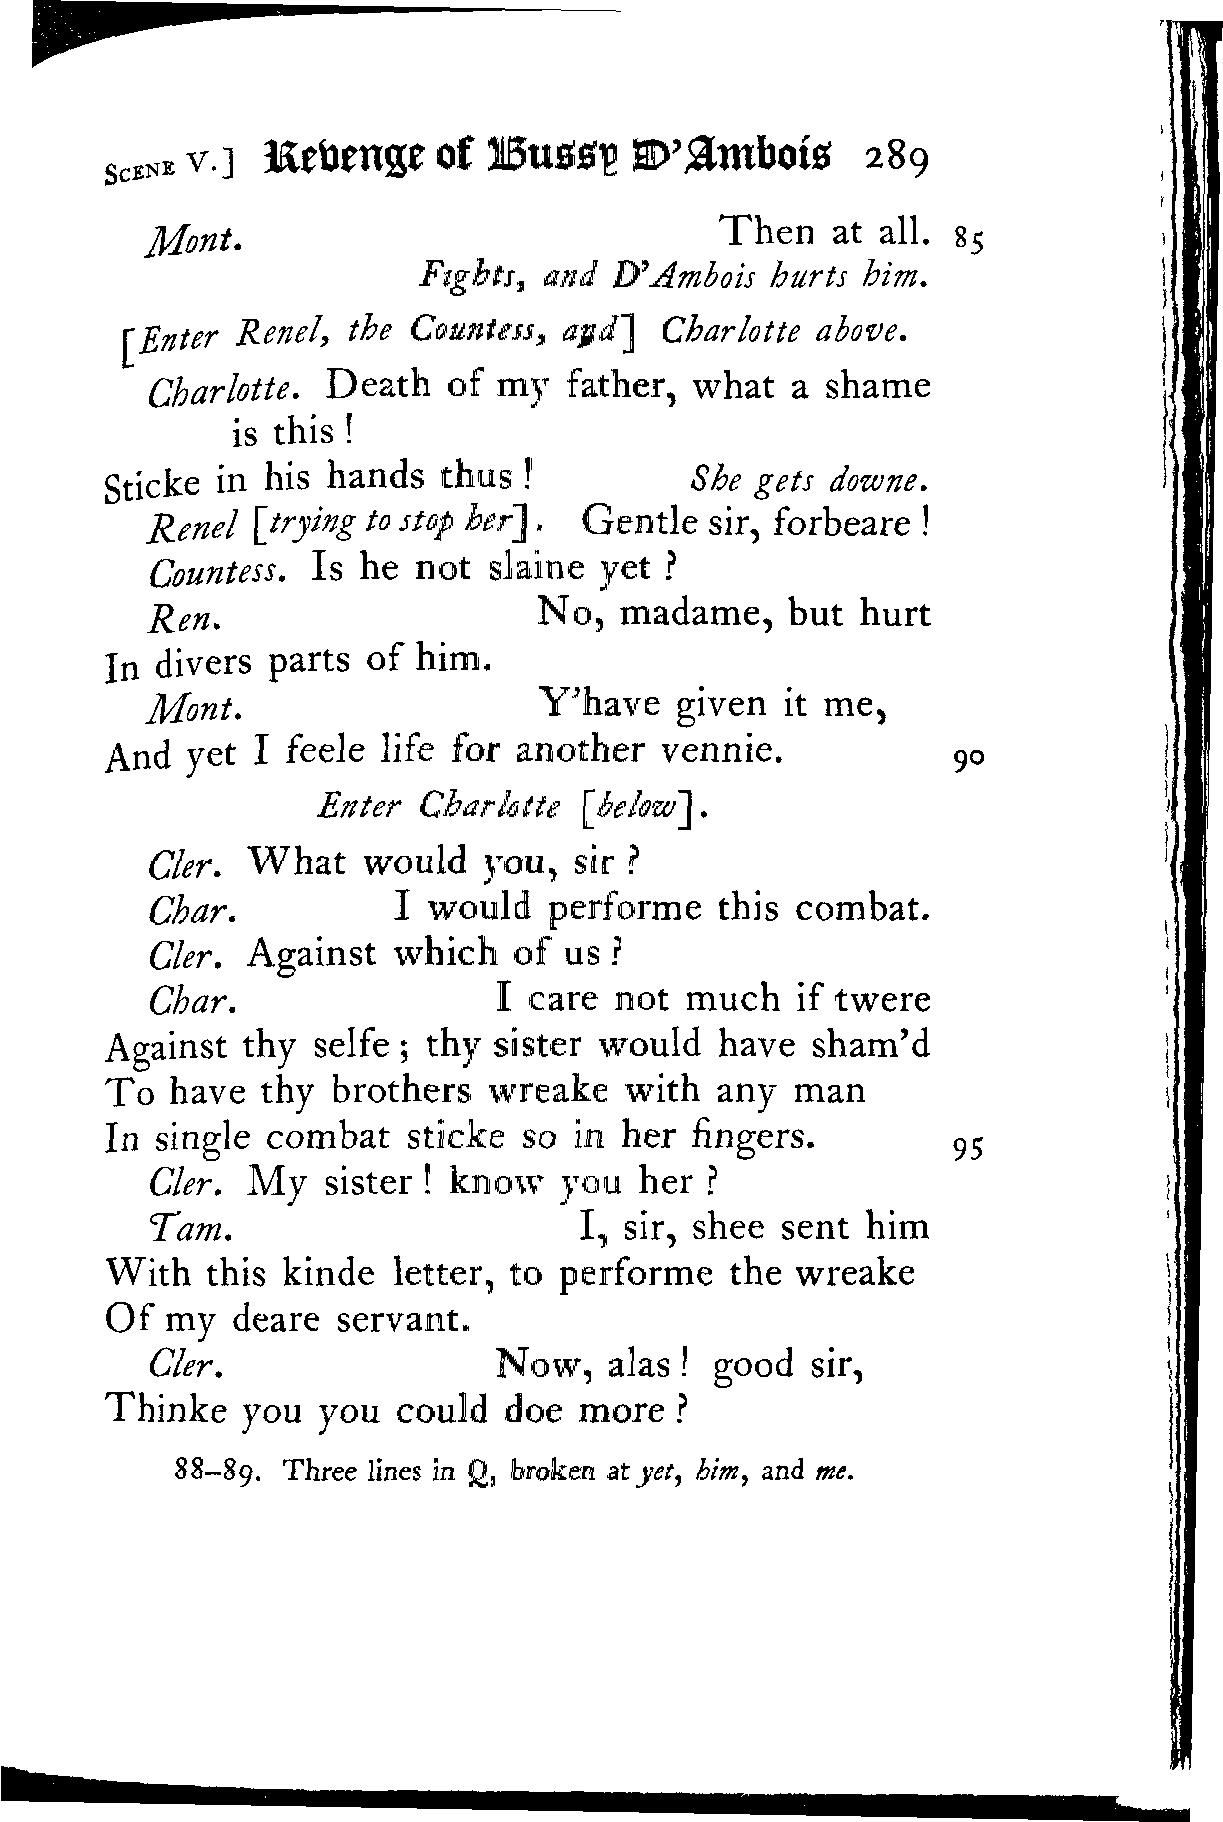 SCENE V.] Revenge of Bussy D'Ambois 289
Mont. Then at all. 85
Fights, and D'Ambois hurts him.
[Enter Renel, the Countess, and] Charlotte above.
Charlotte. Death of my father, what a shame
is this !
Sticke in his hands thus ! She gets downe.
Renel [trying to stop her]. Gentle sir, forbeare !
Countess. Is he not slaine yet ?
Ren. No, madame, but hurt
In divers parts of him.
Mont. Y'have given it me,
And yet I feele life for another vennie. 90
Enter Charlotte [below].
Cler. What would you, sir ?
Char. I would performe this combat.
Cler. Against which of us ?
Char. I care not much if twere
Against thy selfe ; thy sister would have sham'd
To have thy brothers wreake with any man
In single combat sticke so in her fingers. 95
Cler. My sister ! know you her ?
Tam. I, sir, shee sent him
With this kinde letter, to performe the wreake
Of my deare servant.
Cler. Now, alas ! good sir,
Thinke you you could doe more ?
88–89. Three lines in Q, broken at yet, him, and me.